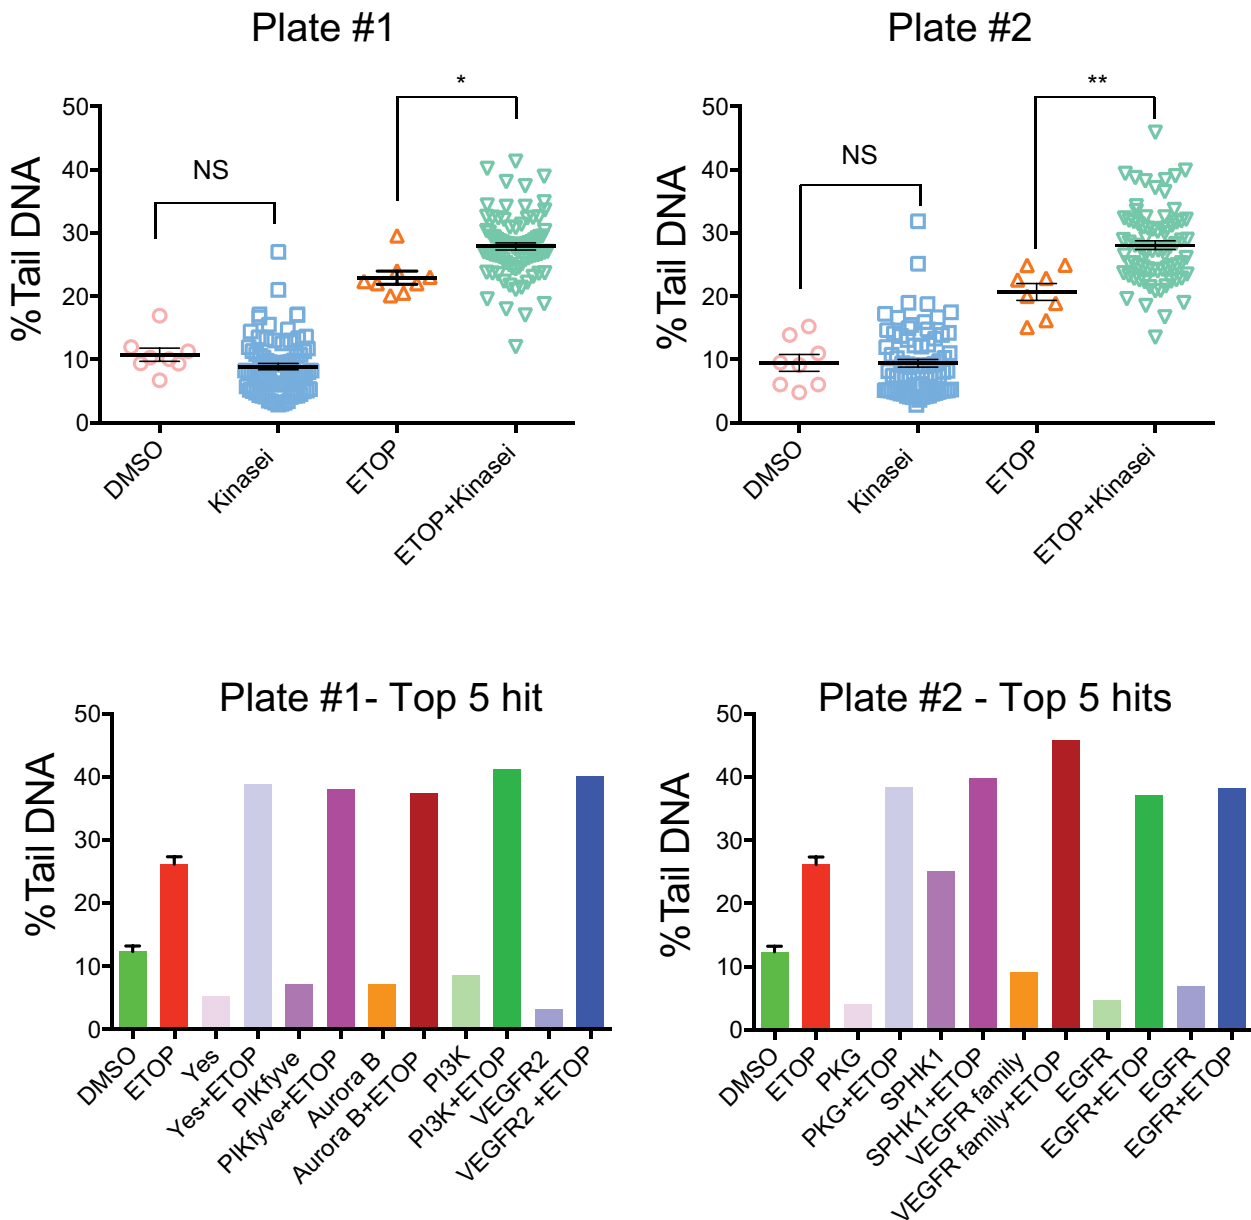 Plate #1
%Tail DNA
50
40
30
20
10
0
NS
*
DMSO
Kinasei
ETOP
ETOP+Kinasei
Plate #2
%Tail DNA
50
40
30
20
10
0
NS
**
DMSO
Kinasei
ETOP
ETOP+Kinasei
Plate #1- Top 5 hit
%Tail DNA
50
40
30
20
10
0
DMSO
ETOP
Yes
Yes+ETOP
PIKfyve
PIKfyve+ETOP
Aurora B
Aurora B+ETOP
PI3K
PI3K+ETOP
VEGFR2
VEGFR2 +ETOP
Plate #2 - Top 5 hits
%Tail DNA
50
40
30
20
10
0
DMSO
ETOP
PKG
PKG+ETOP
SPHK1
SPHK1+ETOP
VEGFR family
VEGFR family+ETOP
EGFR
EGFR+ETOP
EGFR
EGFR+ETOP